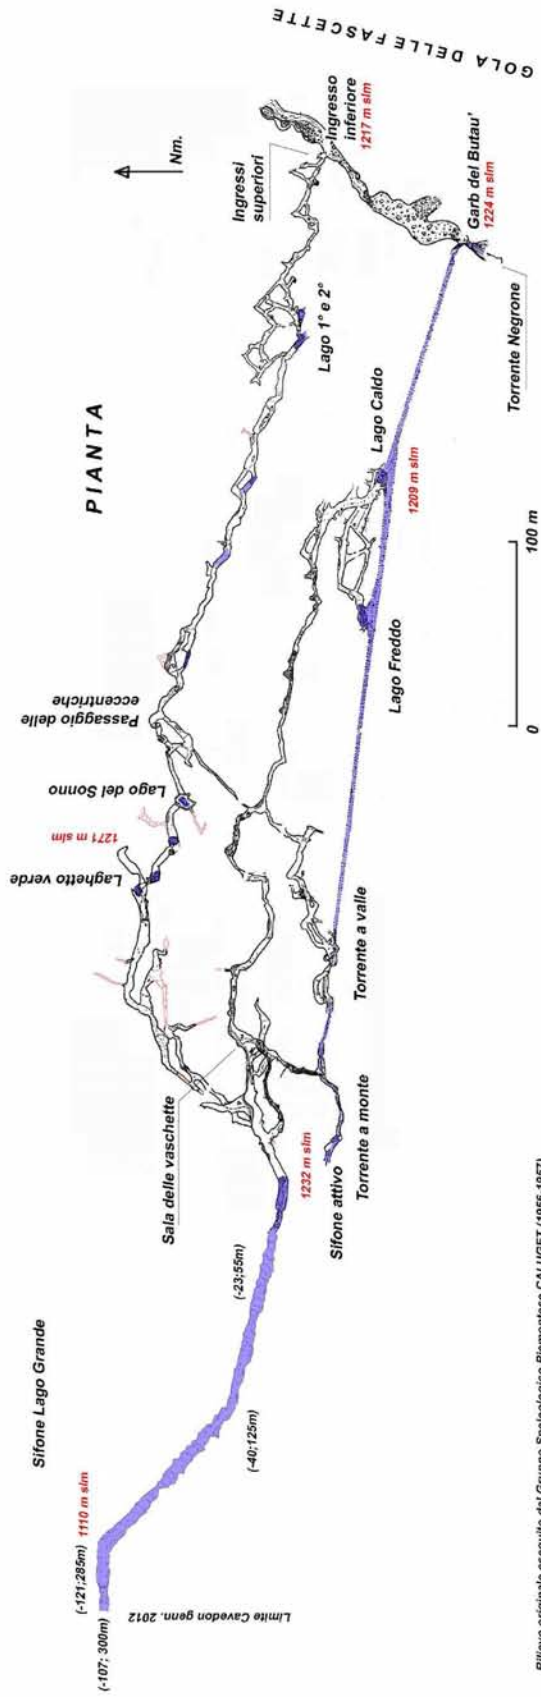 GOLA DELLE FASCETTE
PIANTA
Nm.
Ingressi
superiori
Ingresso
inferiore
1217 m slm
Garb del Butau'
1224 m slm
Torrente Negrone
Lago 1° e 2°
Lago Caldo
1209 m slm
Lago Freddo
0
100 m
Passaggio delle
eccentriche
Lago del Sonno
1271 m slm
Laghetto verde
Torrente a valle
Sala delle vaschette
1232 m slm
Sifone attivo
Torrente a monte
Sifone Lago Grande
(-23;55m)
(-40;125m)
(-121;285m)
1110 m slm
(-107; 300m)
Limite Cavedon genn. 2012